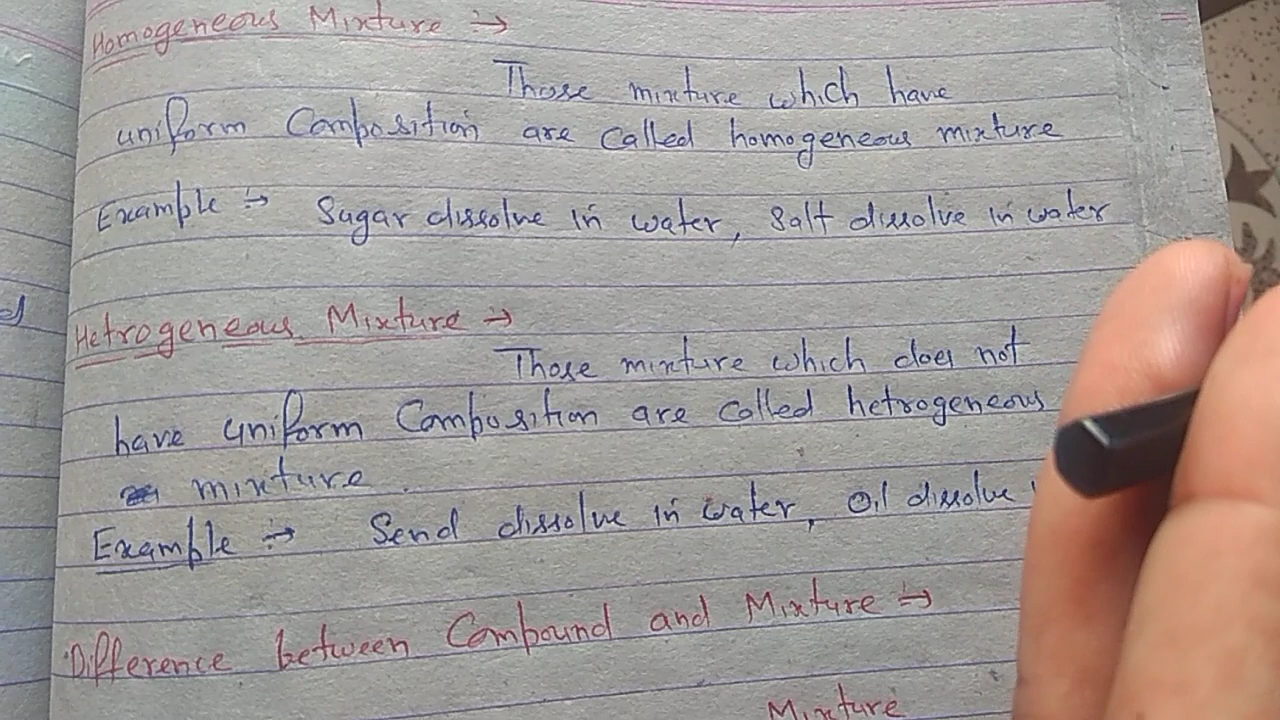 Homogeneous Mixture :→
Those mixture which have
uniform Composition are called homogeneous mixture
Example :→ Sugar dissolve in water, Salt dissolve in water
Hetrogeneous Mixture →
Those mixture which does not
have uniform Composition are called hetrogeneous
mixture.
Example :→ Send dissolve in water, Oil dissolve
Difference between Compound and Mixture :→
Mixture